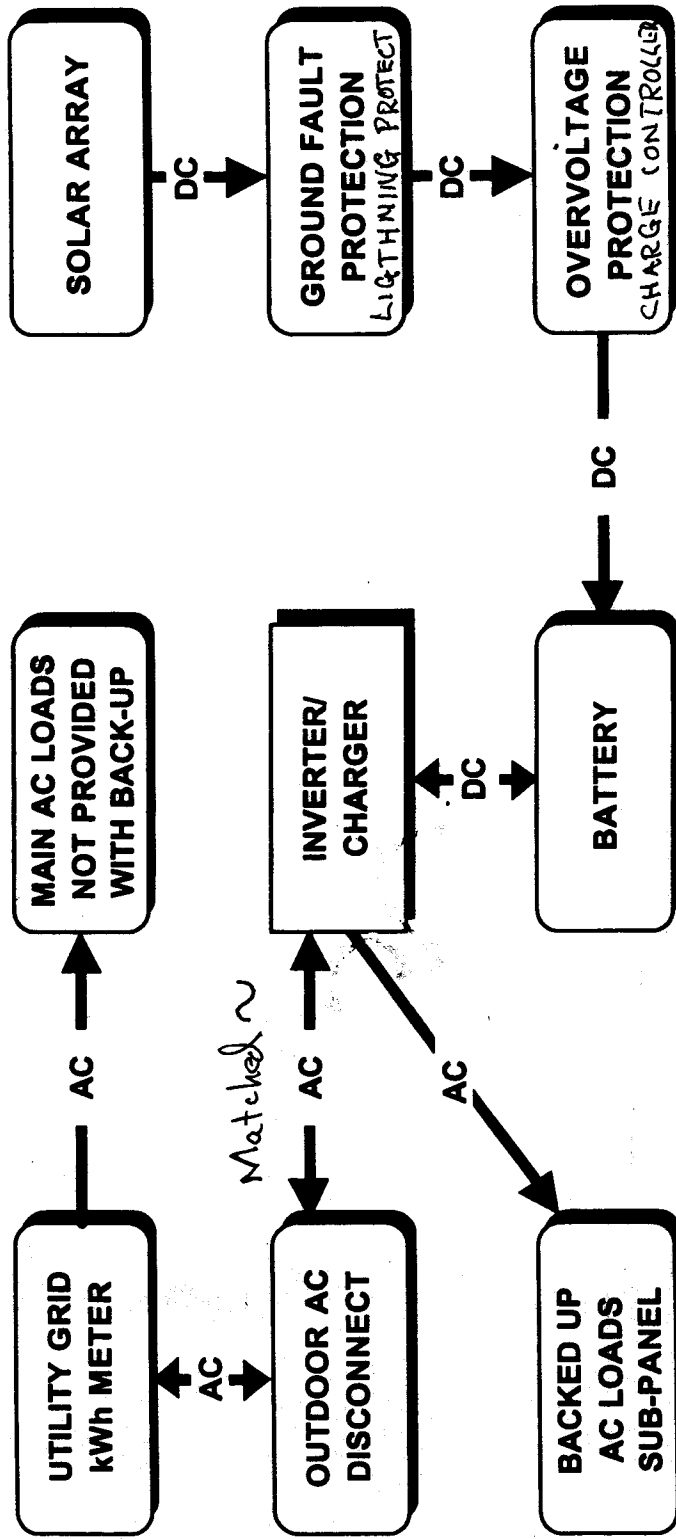 UTILITY GRID
kWh METER
AC
MAIN AC LOADS
NOT PROVIDED
WITH BACK-UP
SOLAR ARRAY
AC
DC
OUTDOOR AC
DISCONNECT
Matched ~
AC
INVERTER/
CHARGER
GROUND FAULT
PROTECTION
LIGTHNING PROTECT
AC
DC
DC
BACKED UP
AC LOADS
SUB-PANEL
BATTERY
DC
OVERVOLTAGE
PROTECTION
CHARGE CONTROLLER